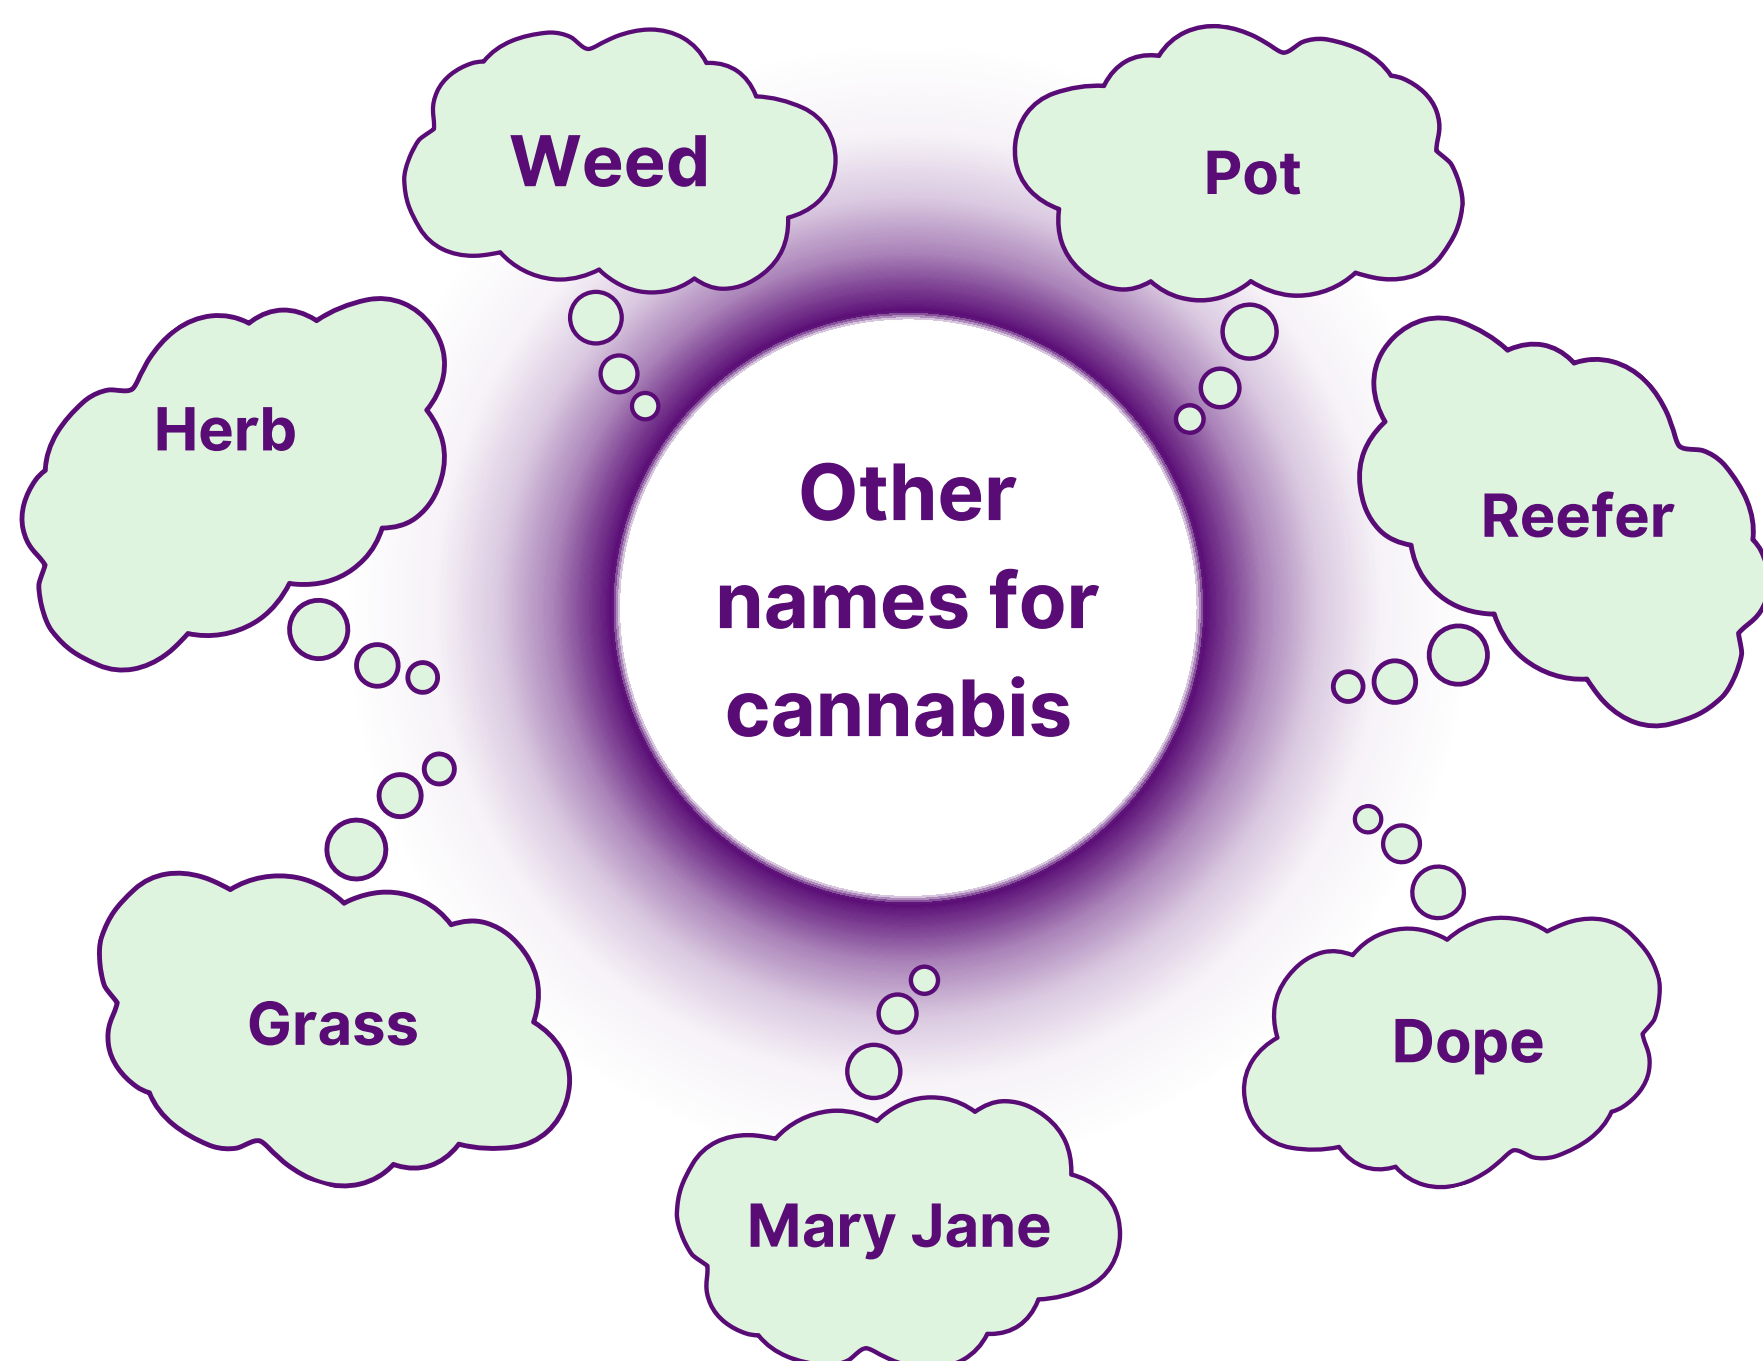 Weed
Pot
Herb
Reefer
Other
names for
cannabis
Grass
Dope
Mary Jane